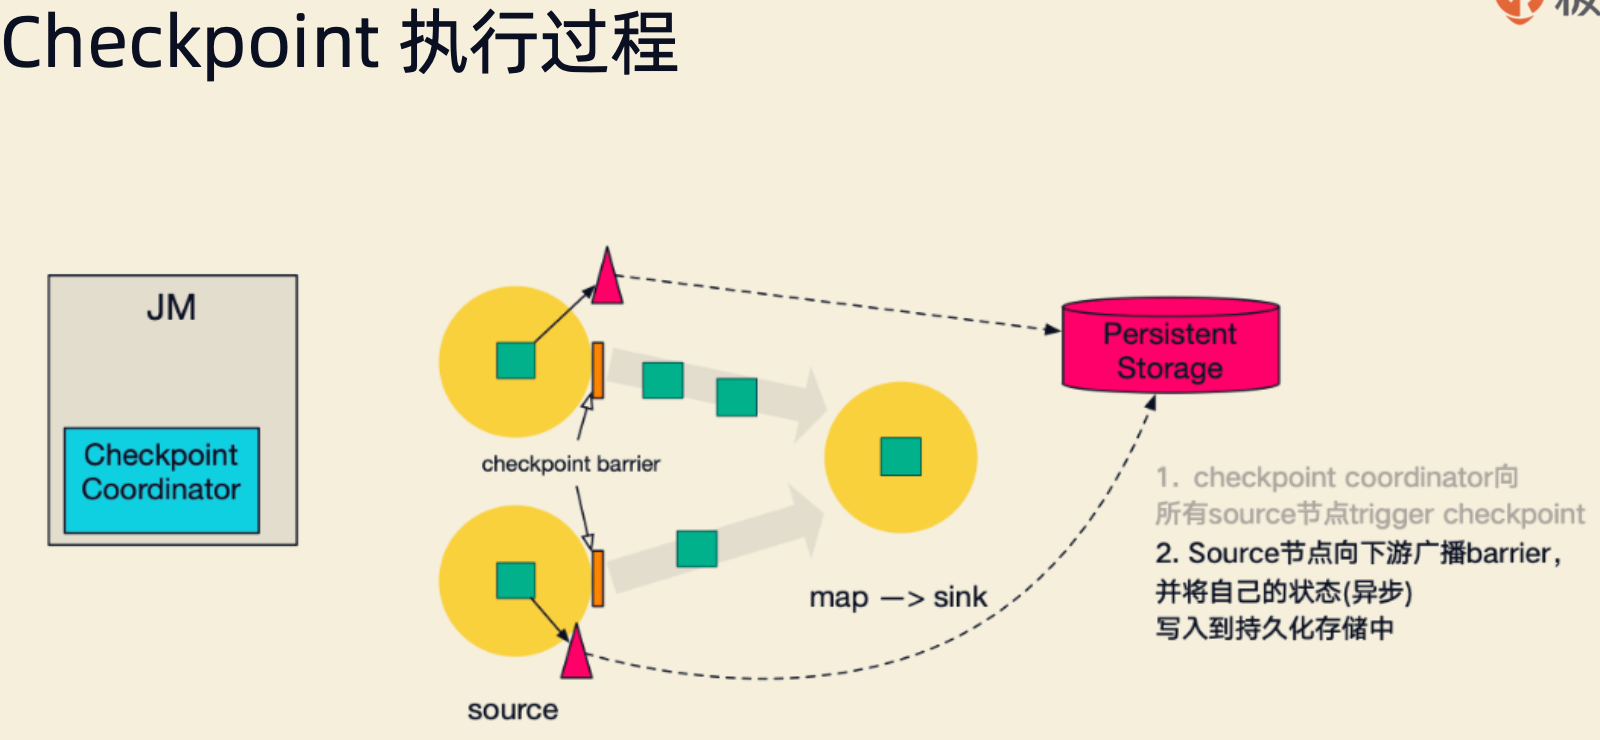 Checkpoint 执行过程
JM
Checkpoint
Coordinator
checkpoint barrier
source
map —> sink
Persistent
Storage
1. checkpoint coordinator向
所有source节点trigger checkpoint
2. Source节点向下游广播barrier，
并将自己的状态(异步)
写入到持久化存储中